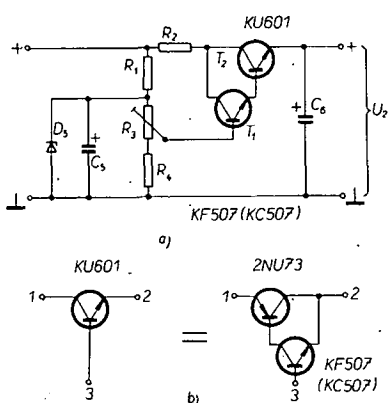 KU601
+
R₂
T₂
+
R₁
D₅
+
C₅
R₃
T₁
+
C₆
U₂
R₄
KF507 (KC507)
a)
KU601
2NU73
1
2
=
1
2
3
3
KF507
(KC507)
b)